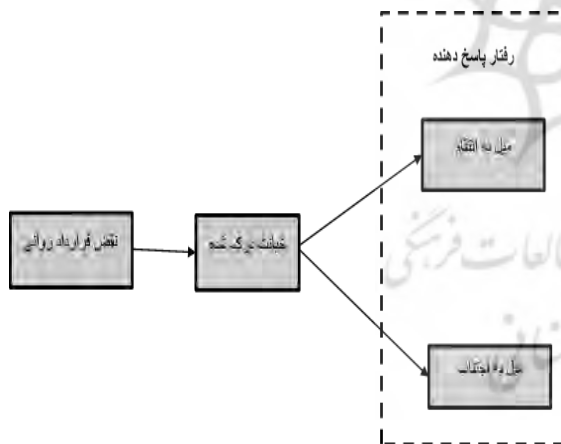 رفتار پاسخ دهنده
میل به انتقام
نقض قرارداد روانی
خیانت درک شده
میل به اجتناب